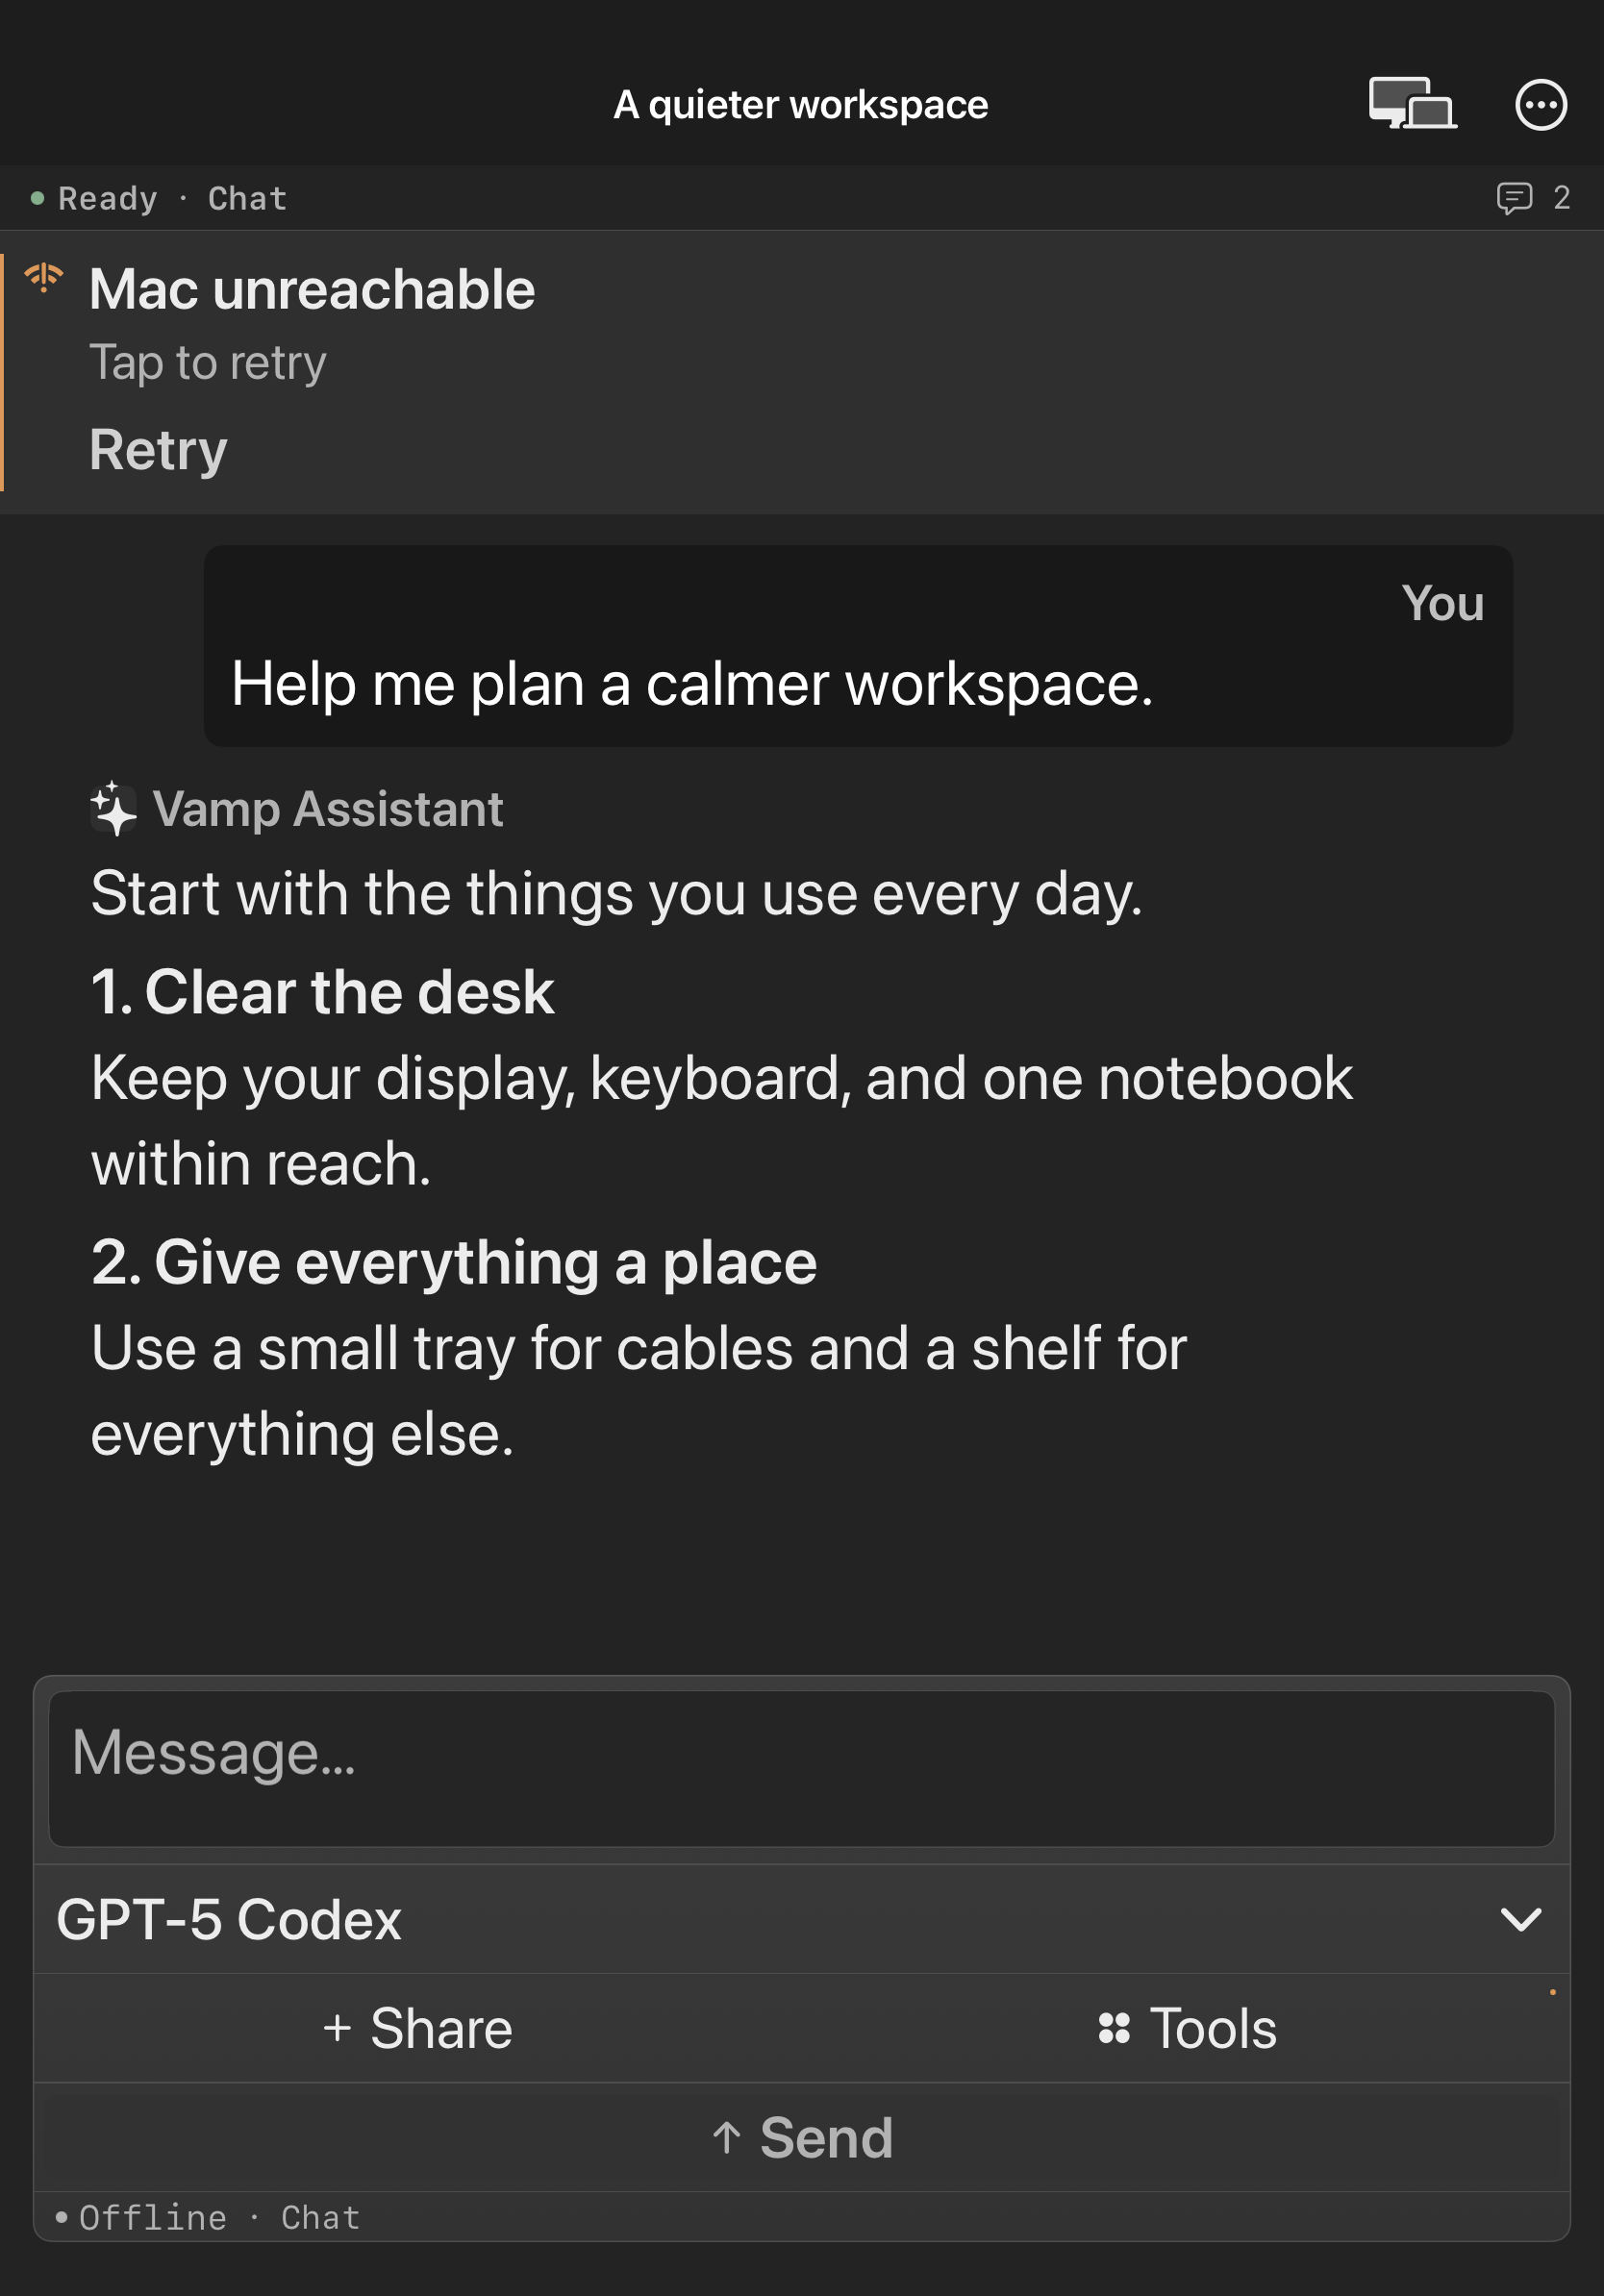 A quieter workspace
Ready · Chat
2
Mac unreachable
Tap to retry
Retry
You
Help me plan a calmer workspace.
Vamp Assistant
Start with the things you use every day.
1. Clear the desk
Keep your display, keyboard, and one notebook
within reach.
2. Give everything a place
Use a small tray for cables and a shelf for
everything else.
Message...
GPT-5 Codex
+ Share
Tools
↑ Send
Offline · Chat